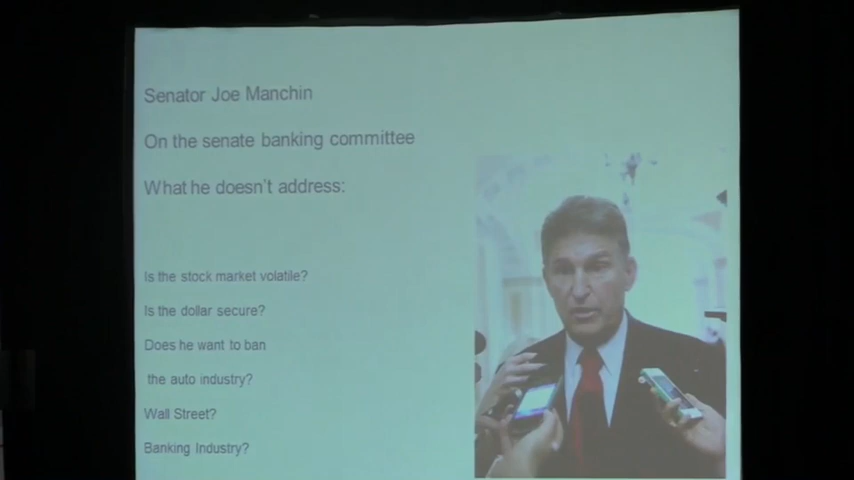 Senator Joe Manchin
On the senate banking committee
What he doesn't address:
Is the stock market volatile?
Is the dollar secure?
Does he want to ban
the auto industry?
Wall Street?
Banking Industry?